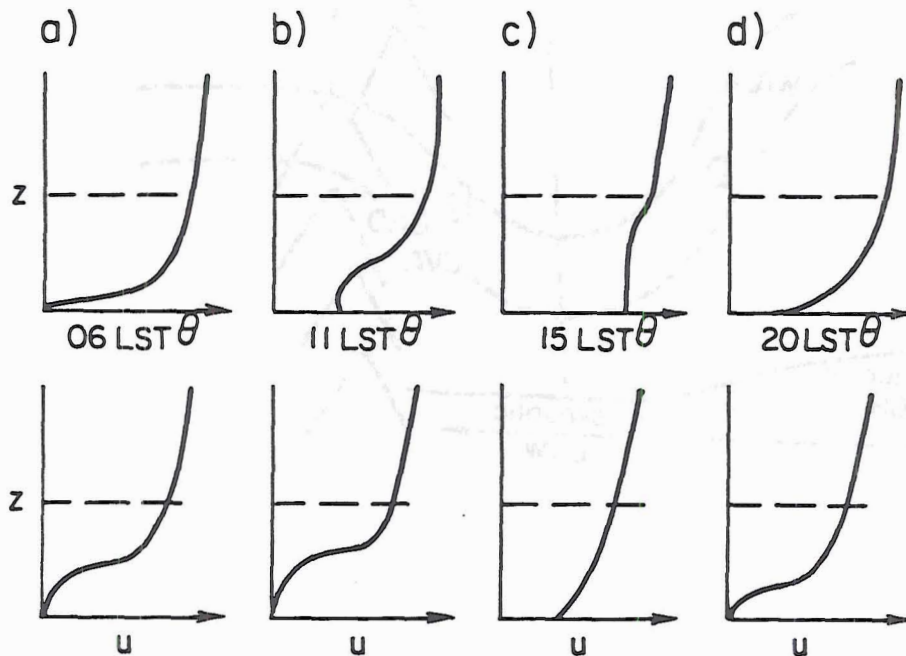 a) b) c) d)
z
06 LST θ 11 LST θ 15 LST θ 20 LST θ
z
u u u u